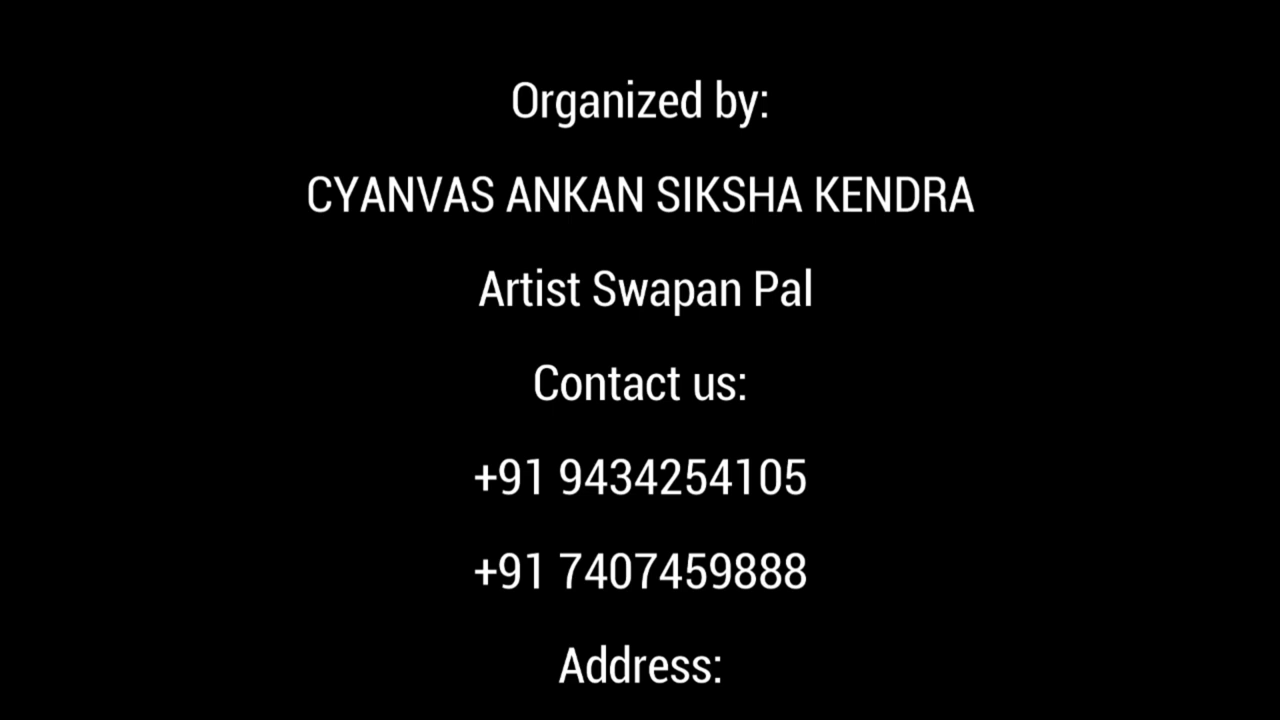 Organized by:
CYANVAS ANKAN SIKSHA KENDRA
Artist Swapan Pal
Contact us:
+91 9434254105
+91 7407459888
Address: